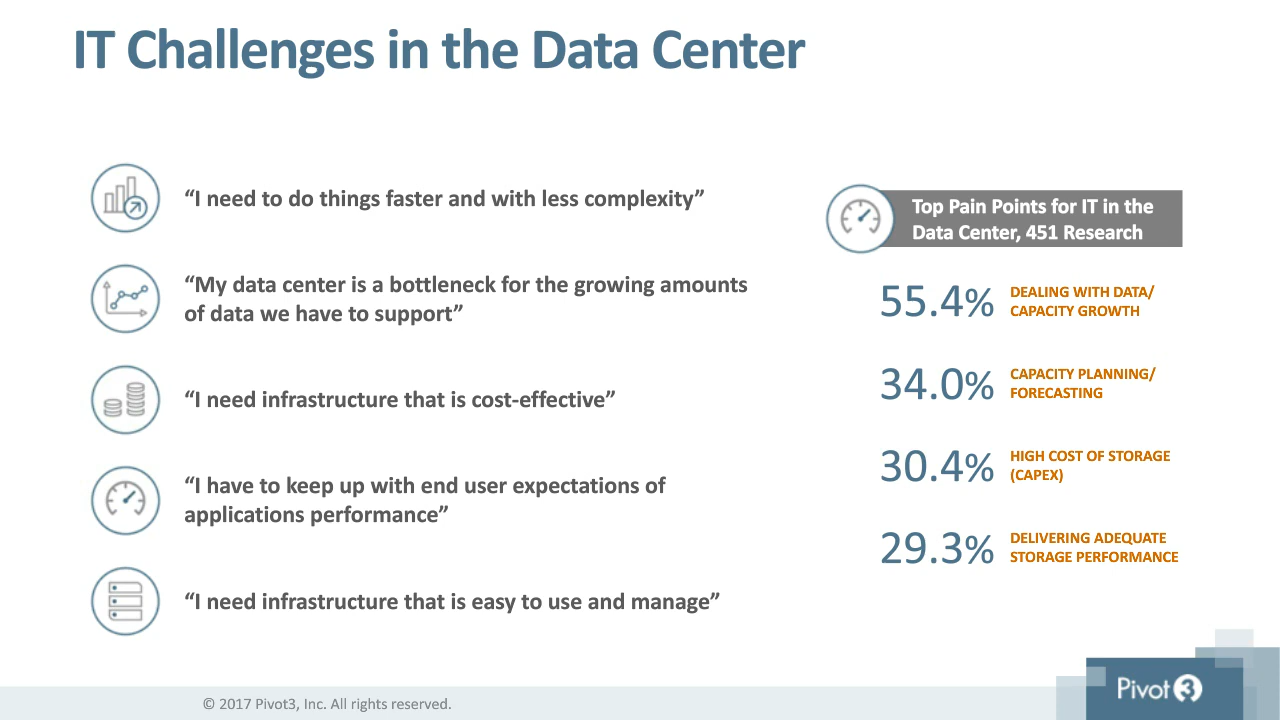 IT Challenges in the Data Center
“I need to do things faster and with less complexity”
“My data center is a bottleneck for the growing amounts
of data we have to support”
“I need infrastructure that is cost-effective”
“I have to keep up with end user expectations of
applications performance”
“I need infrastructure that is easy to use and manage”
Top Pain Points for IT in the
Data Center, 451 Research
55.4% DEALING WITH DATA/
CAPACITY GROWTH
34.0% CAPACITY PLANNING/
FORECASTING
30.4% HIGH COST OF STORAGE
(CAPEX)
29.3% DELIVERING ADEQUATE
STORAGE PERFORMANCE
© 2017 Pivot3, Inc. All rights reserved.
Pivot3